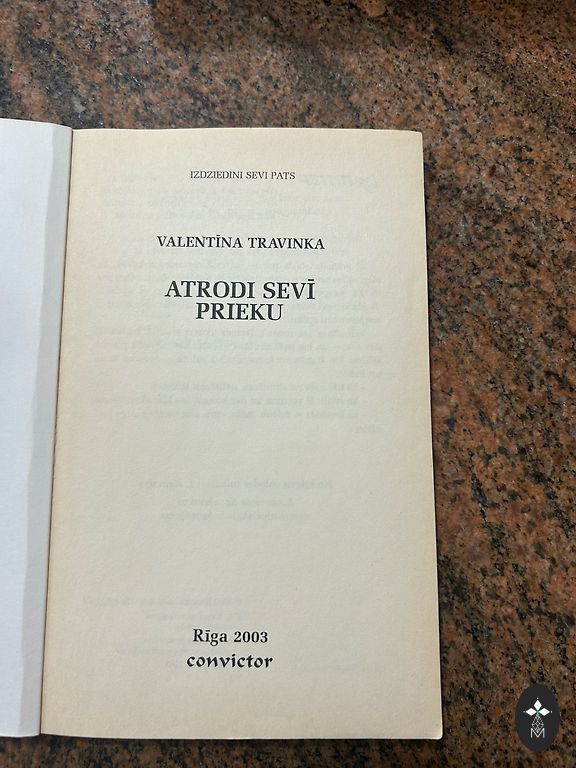 IZDZIEDINI SEVI PATS
VALENTĪNA TRAVINKA
ATRODI SEVĪ
PRIEKU
Rīga 2003
convictor